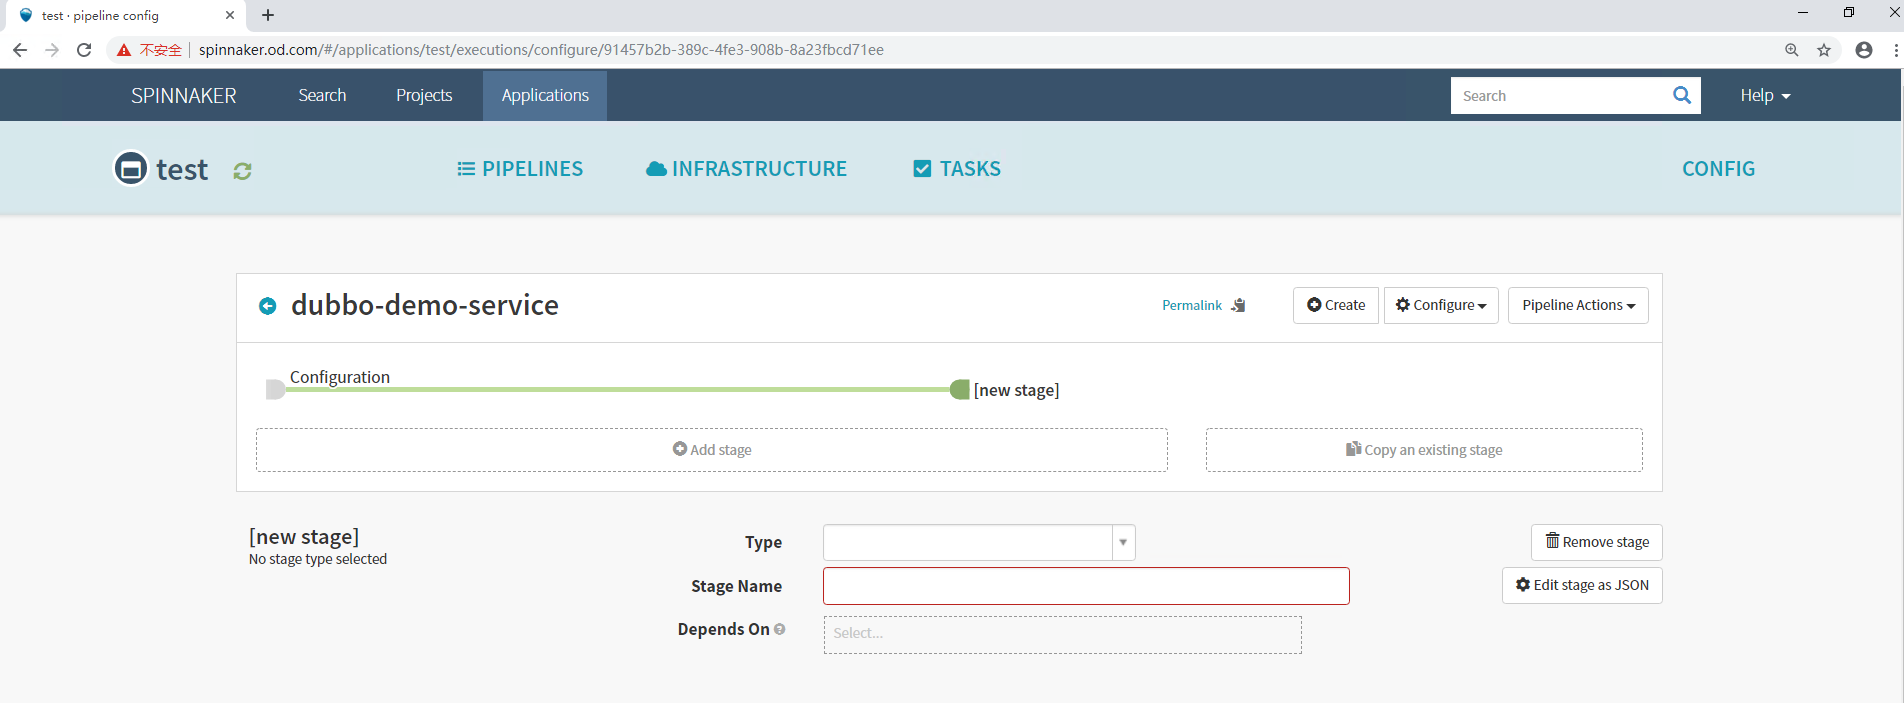 test · pipeline config
不安全 spinnaker.od.com/#/applications/test/executions/configure/91457b2b-389c-4fe3-908b-8a23fbcd71ee
SPINNAKER Search Projects Applications Search Help
test PIPELINES INFRASTRUCTURE TASKS CONFIG
dubbo-demo-service Permalink Create Configure Pipeline Actions
Configuration
[new stage]
Add stage Copy an existing stage
[new stage] Type Remove stage
No stage type selected
Stage Name Edit stage as JSON
Depends On Select...